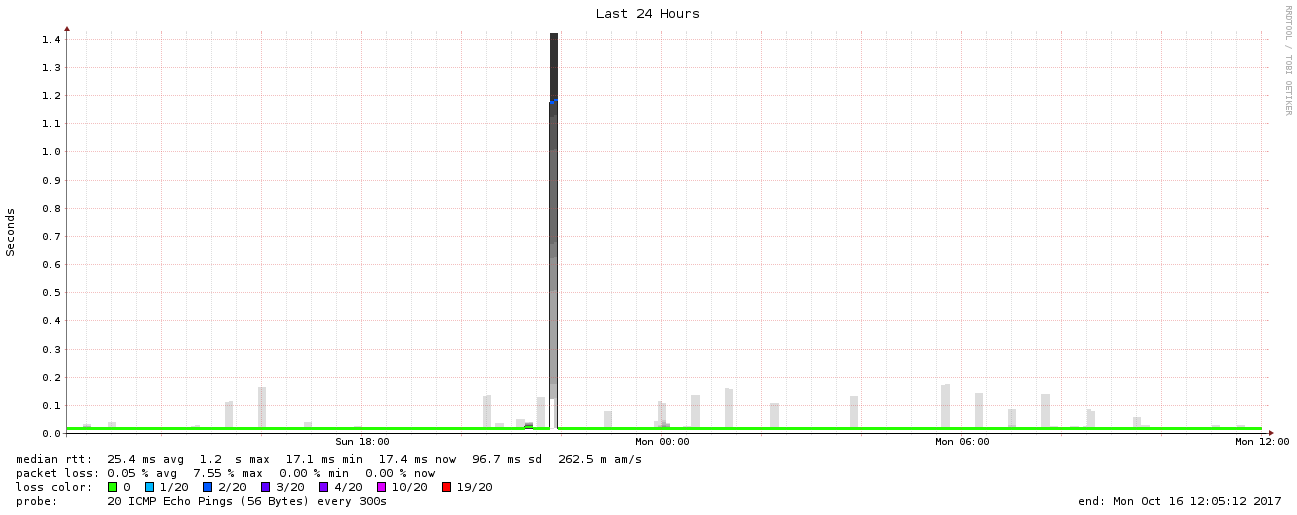 Last 24 Hours
RRDTOOL / TOBI OETIKER
Seconds
1.4
1.3
1.2
1.1
1.0
0.9
0.8
0.7
0.6
0.5
0.4
0.3
0.2
0.1
0.0
Sun 18:00 Mon 00:00 Mon 06:00 Mon 12:00
median rtt: 25.4 ms avg 1.2 s max 17.1 ms min 17.4 ms now 96.7 ms sd 262.5 m am/s
packet loss: 0.05 % avg 7.55 % max 0.00 % min 0.00 % now
loss color: 0 1/20 2/20 3/20 4/20 10/20 19/20
probe: 20 ICMP Echo Pings (56 Bytes) every 300s end: Mon Oct 16 12:05:12 2017